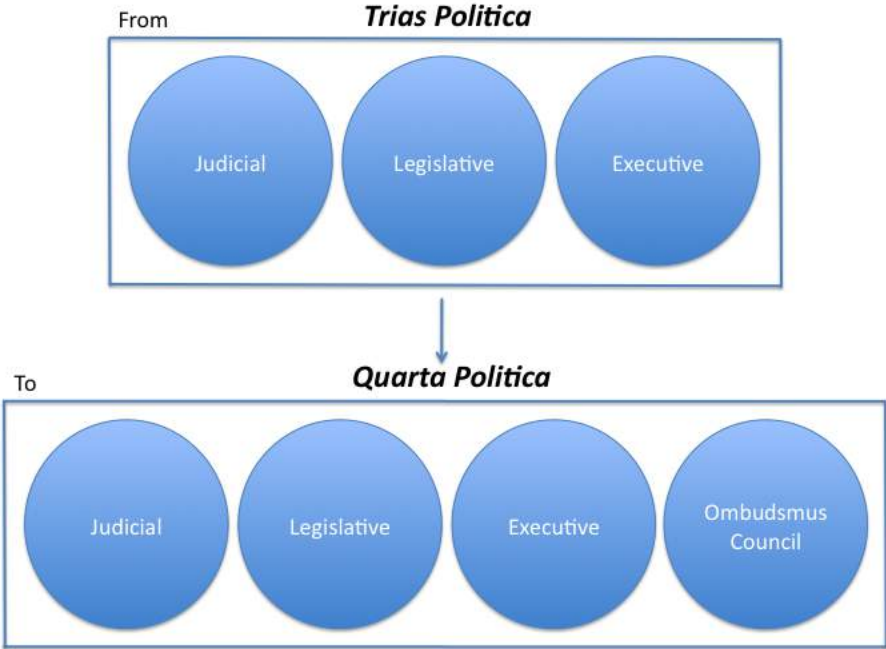 From
Trias Politica
Judicial
Legislative
Executive
To
Quarta Politica
Judicial
Legislative
Executive
Ombudsmus
Council